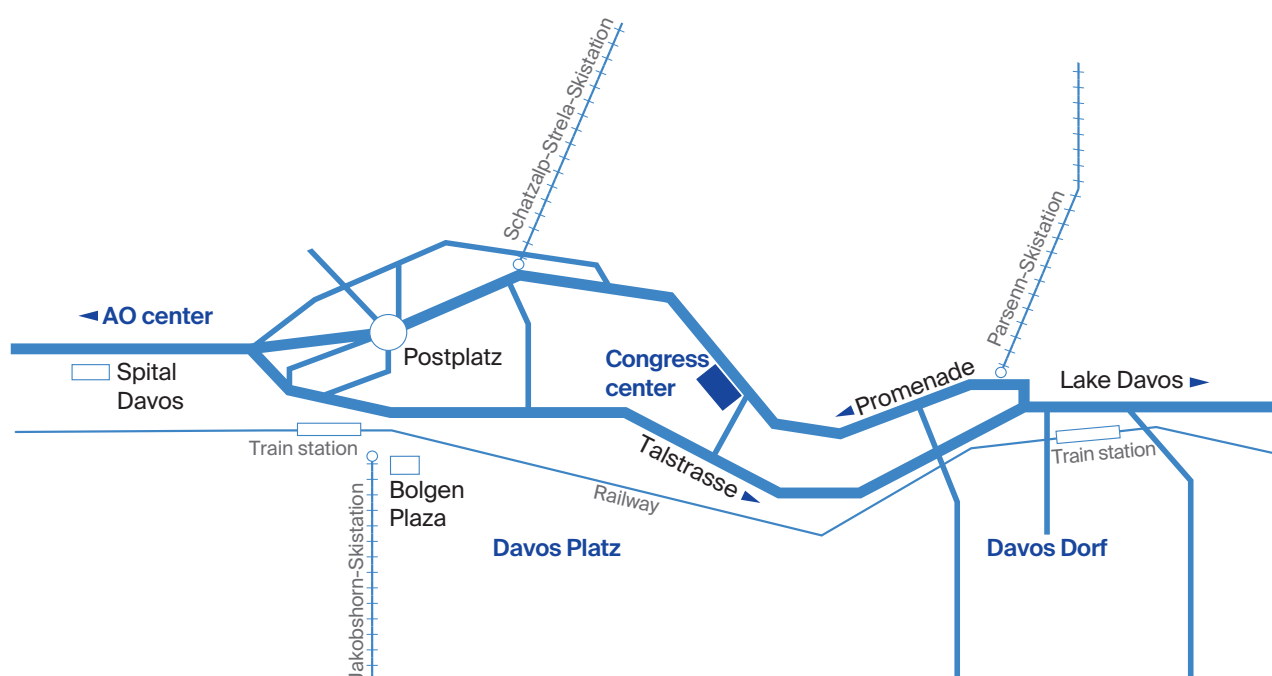 Schatzalp-Strela-Skistation
Parsenn-Skistation
AO center
Spital
Davos
Postplatz
Congress
center
Promenade
Lake Davos
Train station
Talstrasse
Train station
Bolgen
Plaza
Railway
Jakobshorn-Skistation
Davos Platz
Davos Dorf